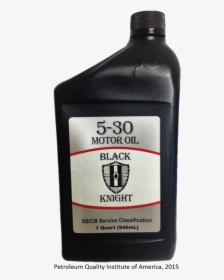 5-30
MOTOR OIL
BLACK
KNIGHT
SB/CB Service Classification
1 Quart (946mL)
Petroleum Quality Institute of America, 2015